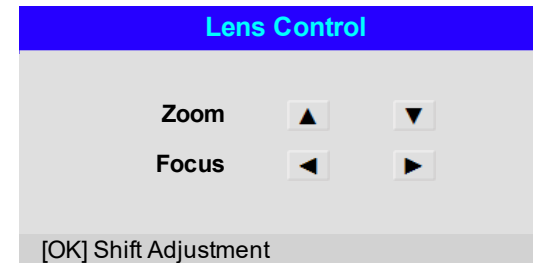 Lens Control
Zoom ▲ ▼
Focus ◀ ▶
[OK] Shift Adjustment